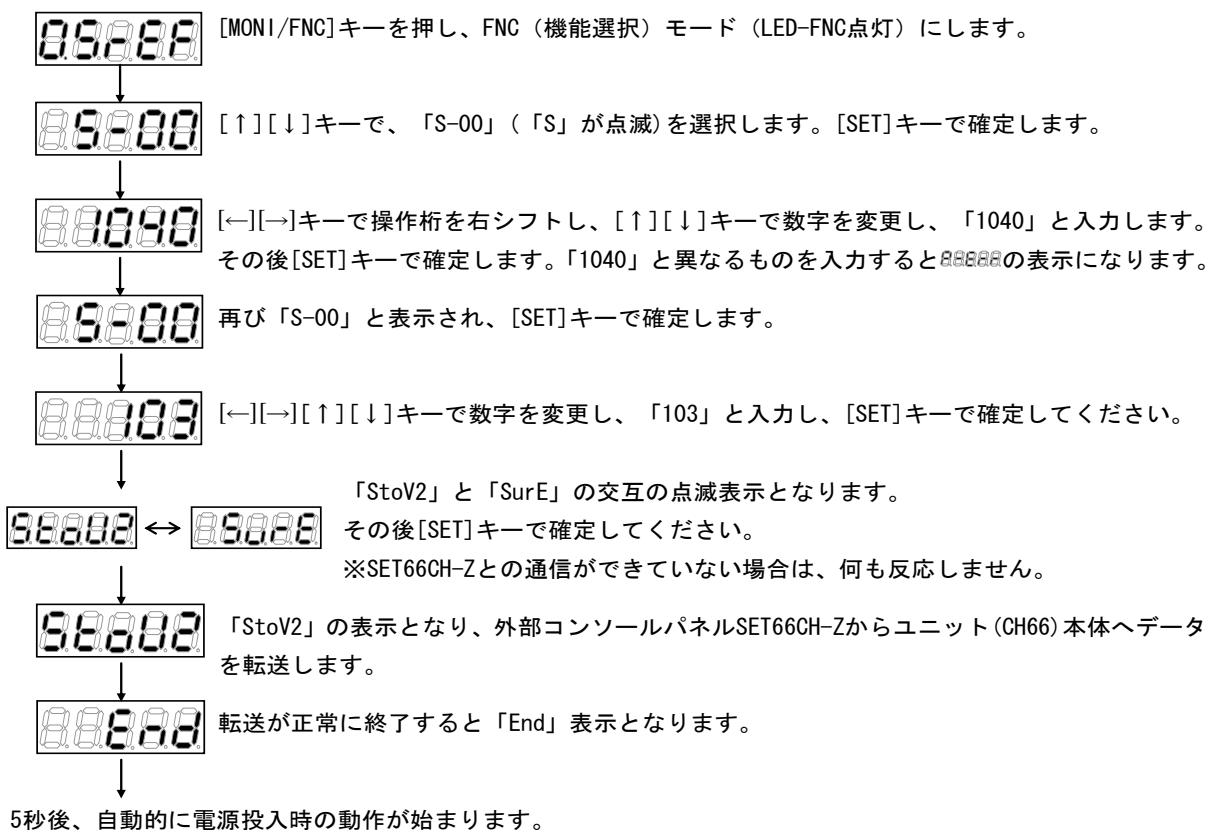 0.SrEF [MONI/FNC]キーを押し、FNC（機能選択）モード（LED-FNC点灯）にします。
S-00 [↑][↓]キーで、「S-00」(「S」が点滅)を選択します。[SET]キーで確定します。
1040 [←][→]キーで操作桁を右シフトし、[↑][↓]キーで数字を変更し、「1040」と入力します。
その後[SET]キーで確定します。「1040」と異なるものを入力するとの表示になります。
S-00 再び「S-00」と表示され、[SET]キーで確定します。
103 [←][→][↑][↓]キーで数字を変更し、「103」と入力し、[SET]キーで確定してください。
「StoV2」と「SurE」の交互の点滅表示となります。
StoU2 ↔ SurE その後[SET]キーで確定してください。
※SET66CH-Zとの通信ができていない場合は、何も反応しません。
StoU2 「StoV2」の表示となり、外部コンソールパネルSET66CH-Zからユニット(CH66)本体へデータ
を転送します。
End 転送が正常に終了すると「End」表示となります。
5秒後、自動的に電源投入時の動作が始まります。